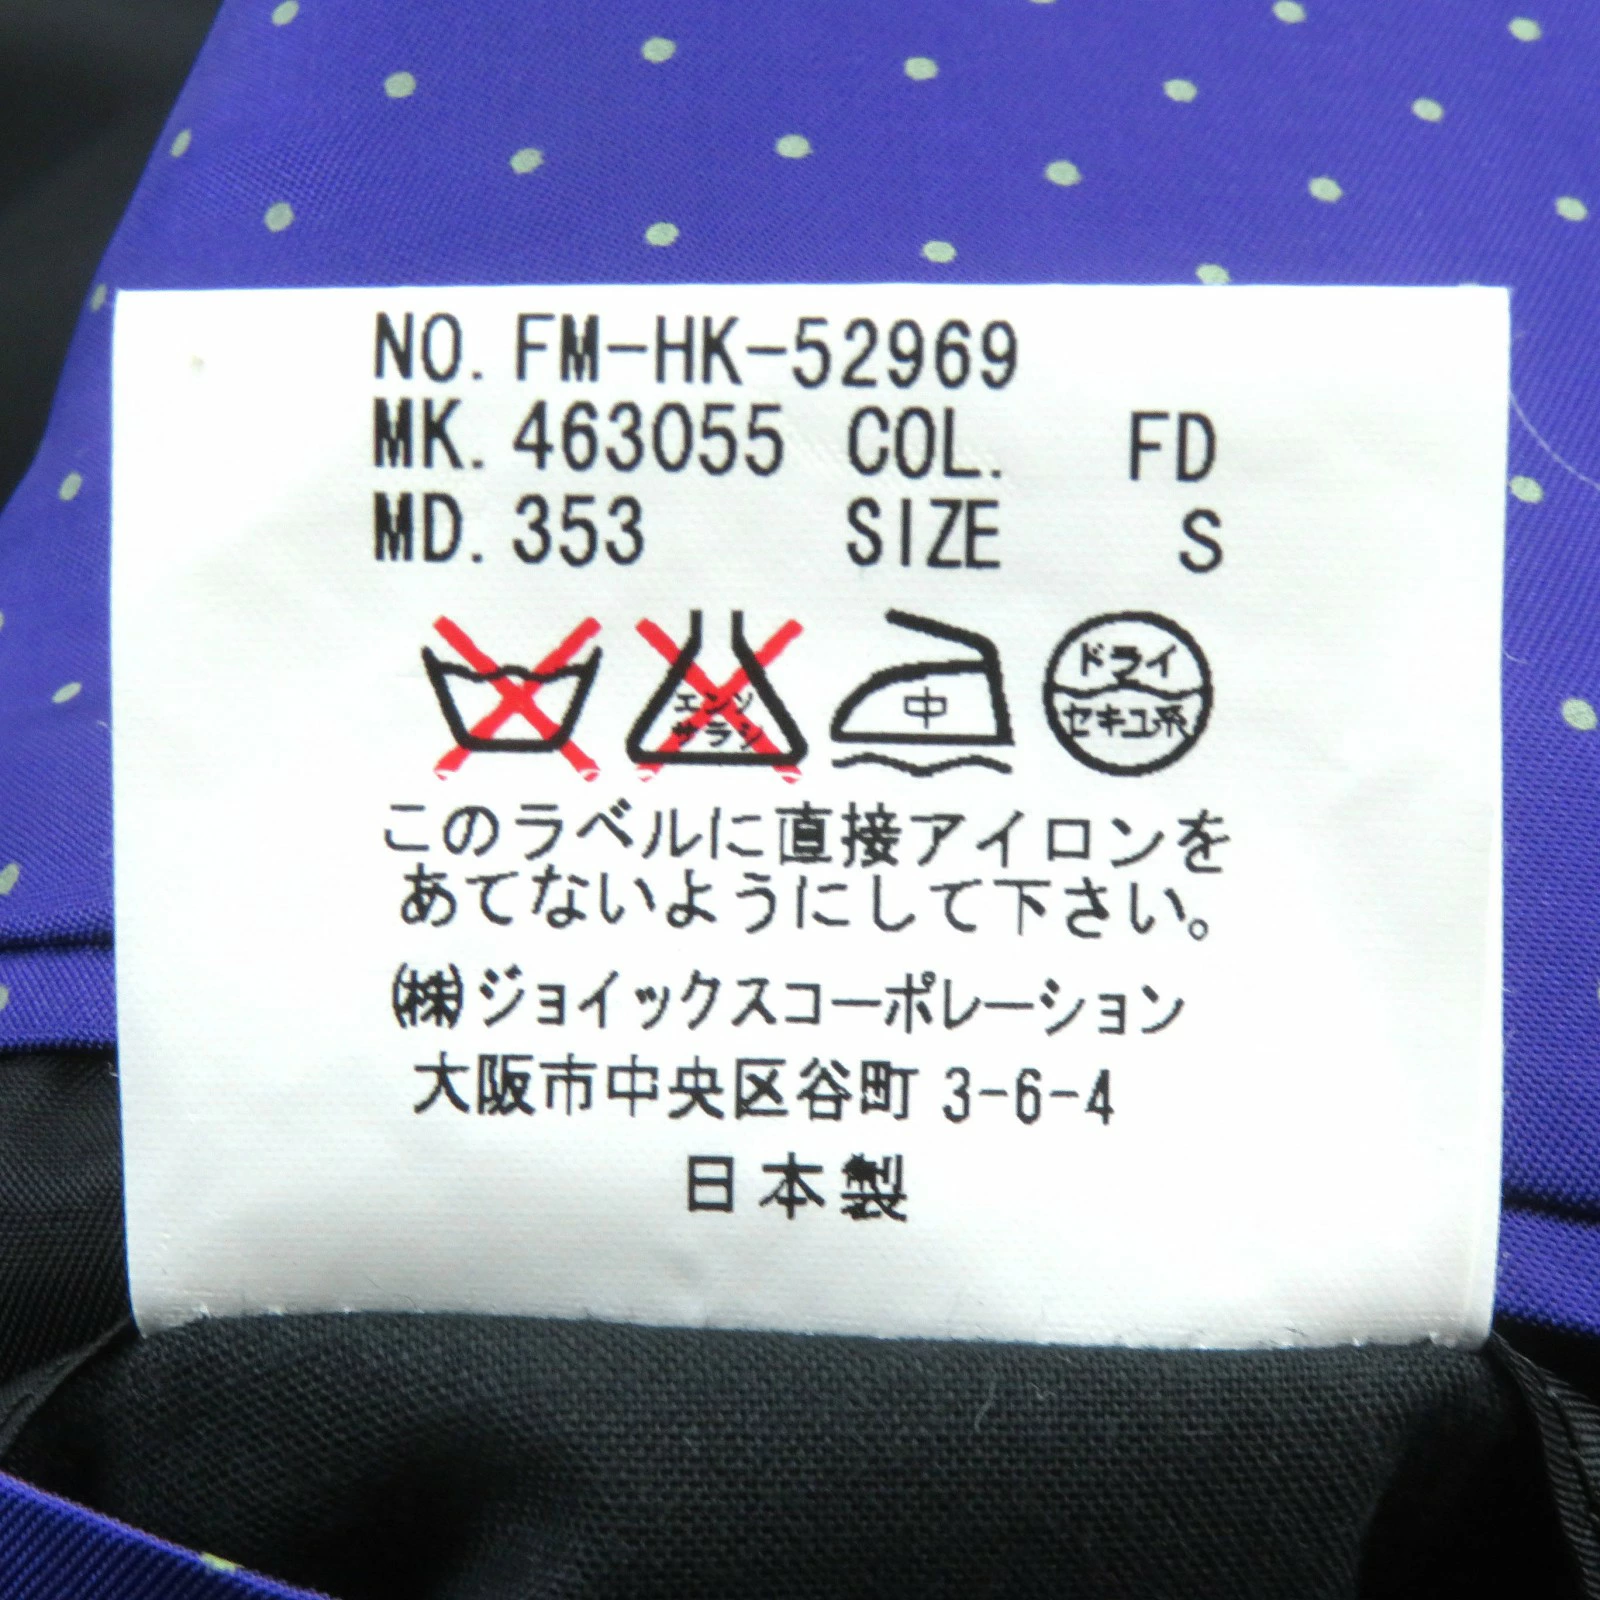 NO. FM-HK-52969
MK. 463055 COL. FD
MD. 353 SIZE S
エンソ
サラシ
中
ドライ
セキユ系
このラベルに直接アイロンを
あてないようにして下さい。
㈱ジョイックスコーポレーション
大阪市中央区谷町 3-6-4
日本製